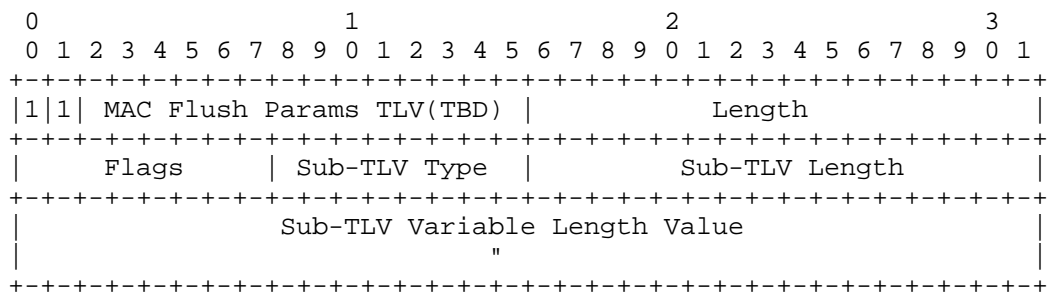 0                   1                   2                   3
 0 1 2 3 4 5 6 7 8 9 0 1 2 3 4 5 6 7 8 9 0 1 2 3 4 5 6 7 8 9 0 1
+-+-+-+-+-+-+-+-+-+-+-+-+-+-+-+-+-+-+-+-+-+-+-+-+-+-+-+-+-+-+-+-+
|1|1| MAC Flush Params TLV(TBD) |           Length              |
+-+-+-+-+-+-+-+-+-+-+-+-+-+-+-+-+-+-+-+-+-+-+-+-+-+-+-+-+-+-+-+-+
|     Flags     | Sub-TLV Type  |         Sub-TLV Length        |
+-+-+-+-+-+-+-+-+-+-+-+-+-+-+-+-+-+-+-+-+-+-+-+-+-+-+-+-+-+-+-+-+
|                Sub-TLV Variable Length Value                  |
|                             "                                 |
+-+-+-+-+-+-+-+-+-+-+-+-+-+-+-+-+-+-+-+-+-+-+-+-+-+-+-+-+-+-+-+-+